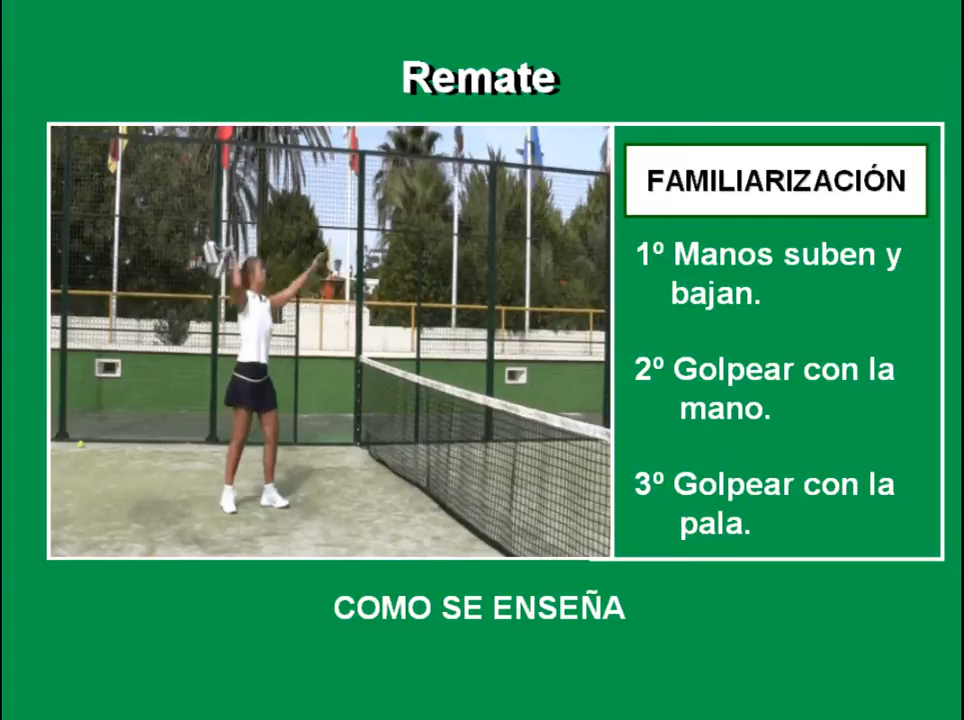 Remate
FAMILIARIZACIÓN
1º Manos suben y
bajan.
2º Golpear con la
mano.
3º Golpear con la
pala.
COMO SE ENSEÑA